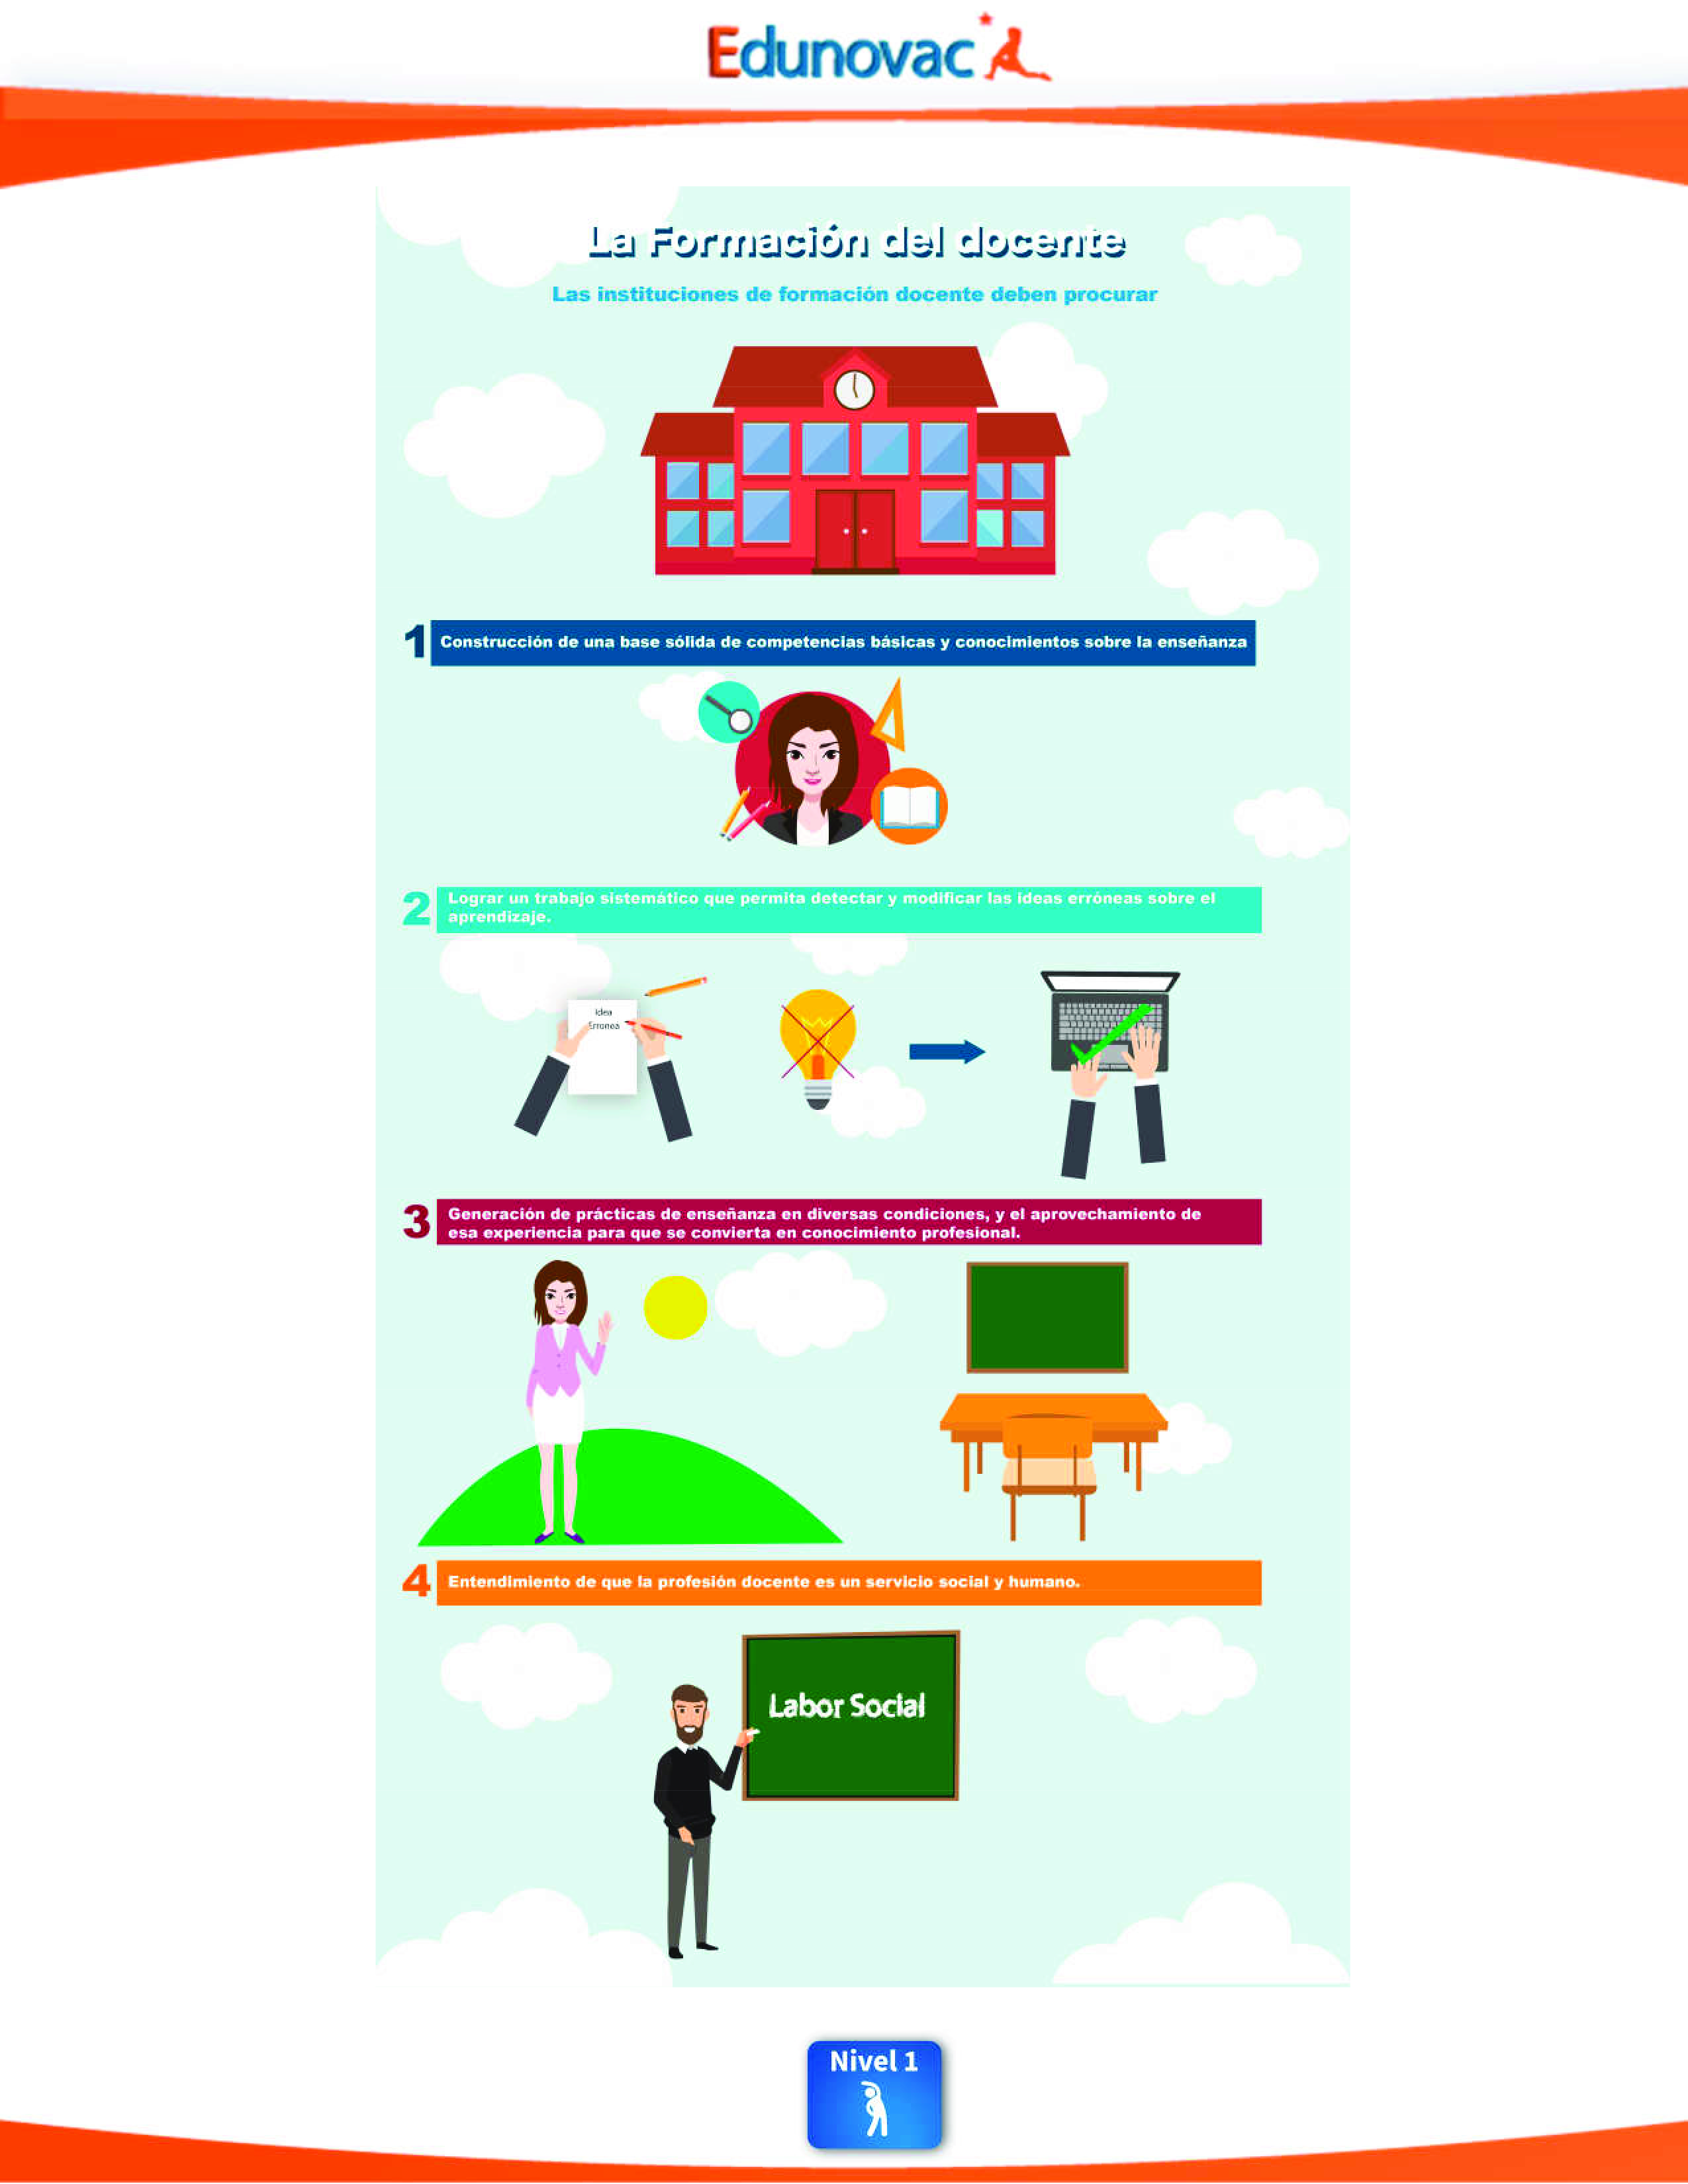 Edunovac
La Formación del docente
Las instituciones de formación docente deben procurar
1 Construcción de una base sólida de competencias básicas y conocimientos sobre la enseñanza
2 Lograr un trabajo sistemático que permita detectar y modificar las ideas erróneas sobre el
aprendizaje.
Idea
Erronea
3 Generación de prácticas de enseñanza en diversas condiciones, y el aprovechamiento de
esa experiencia para que se convierta en conocimiento profesional.
4 Entendimiento de que la profesión docente es un servicio social y humano.
Labor Social
Nivel 1